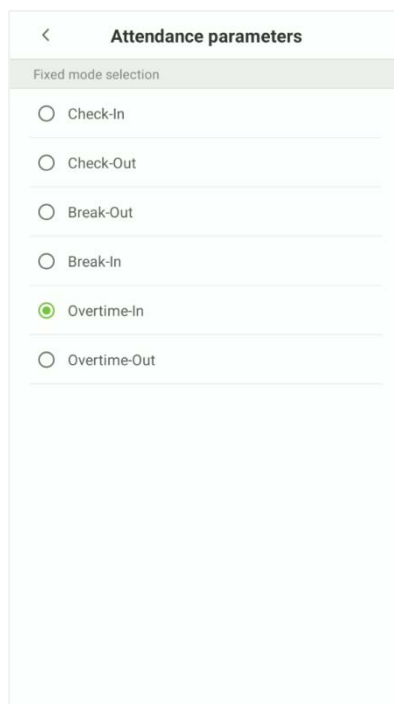 Attendance parameters
Fixed mode selection
Check-In
Check-Out
Break-Out
Break-In
Overtime-In
Overtime-Out